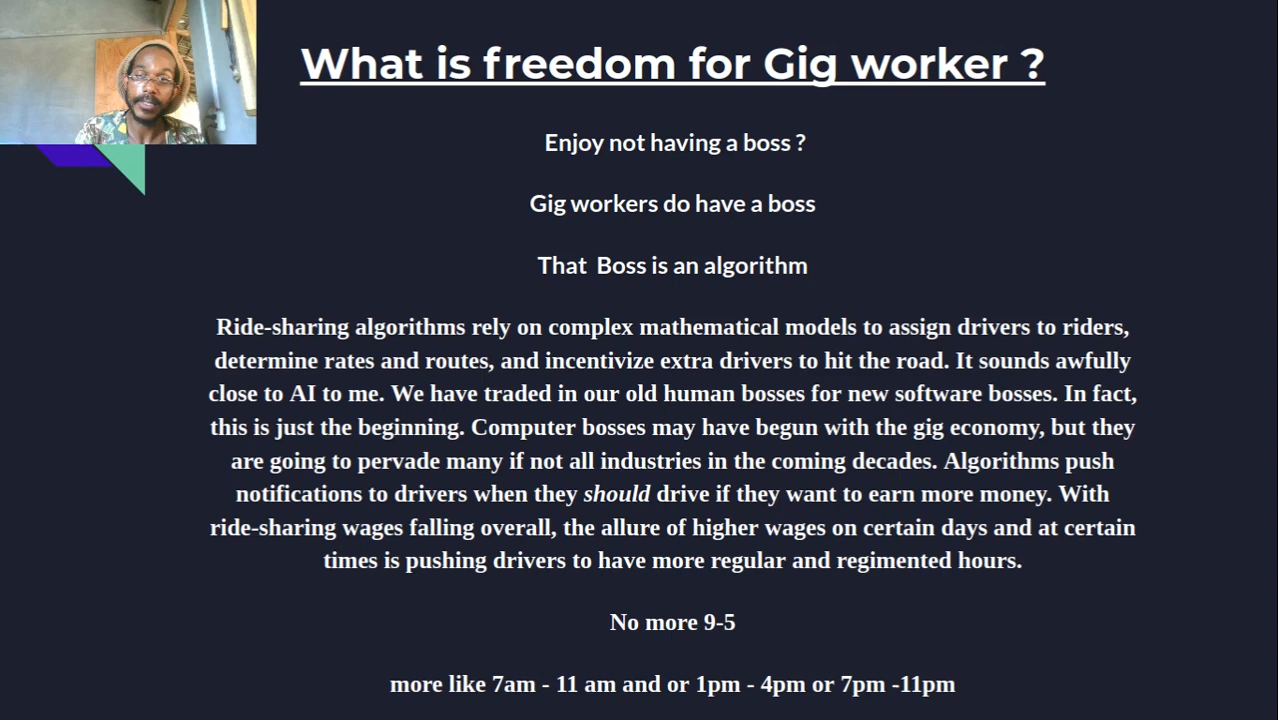 What is freedom for Gig worker ?
Enjoy not having a boss ?
Gig workers do have a boss
That  Boss is an algorithm
Ride-sharing algorithms rely on complex mathematical models to assign drivers to riders,
determine rates and routes, and incentivize extra drivers to hit the road. It sounds awfully
close to AI to me. We have traded in our old human bosses for new software bosses. In fact,
this is just the beginning. Computer bosses may have begun with the gig economy, but they
are going to pervade many if not all industries in the coming decades. Algorithms push
notifications to drivers when they should drive if they want to earn more money. With
ride-sharing wages falling overall, the allure of higher wages on certain days and at certain
times is pushing drivers to have more regular and regimented hours.
No more 9-5
more like 7am - 11 am and or 1pm - 4pm or 7pm -11pm